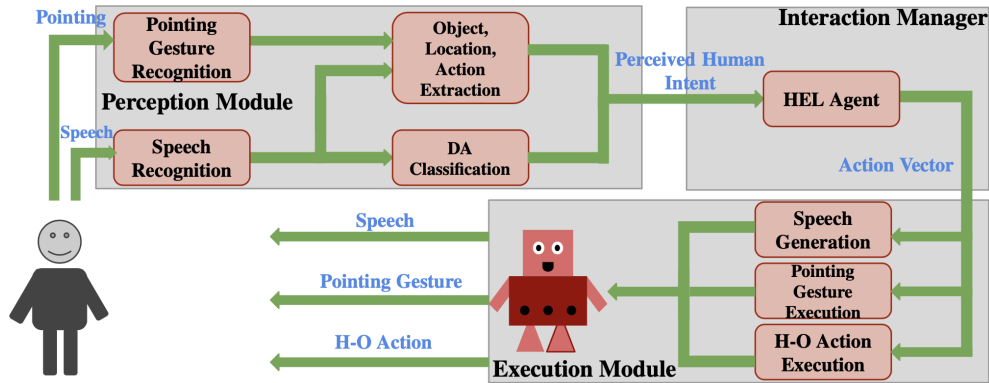 Pointing
Pointing
Gesture
Recognition
Object,
Location,
Action
Extraction
Perception Module
Speech
Speech
Recognition
DA
Classification
Perceived Human
Intent
Interaction Manager
HEL Agent
Action Vector
Speech
Pointing Gesture
H-O Action
Speech
Generation
Pointing
Gesture
Execution
H-O Action
Execution
Execution Module